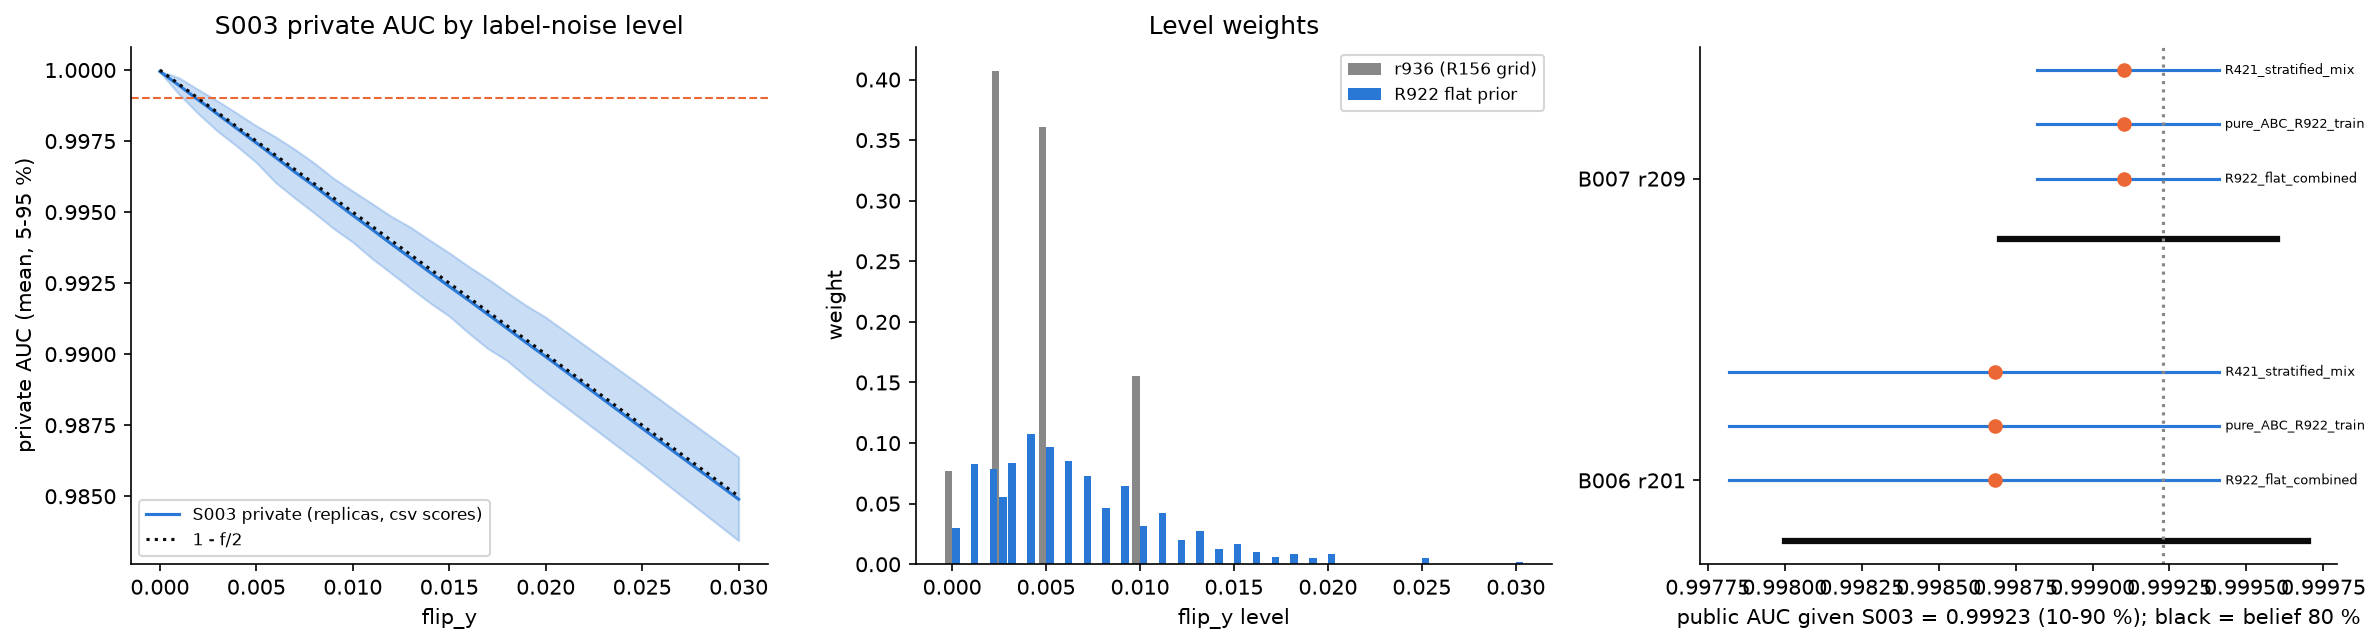 S003 private AUC by label-noise level
private AUC (mean, 5-95 %)
1.0000
0.9975
0.9950
0.9925
0.9900
0.9875
0.9850
S003 private (replicas, csv scores)
1 - f/2
0.000 0.005 0.010 0.015 0.020 0.025 0.030
flip_y
Level weights
weight
0.40
0.35
0.30
0.25
0.20
0.15
0.10
0.05
0.00
r936 (R156 grid)
R922 flat prior
0.000 0.005 0.010 0.015 0.020 0.025 0.030
flip_y level
R421_stratified_mix
pure_ABC_R922_train
B007 r209
R922_flat_combined
R421_stratified_mix
pure_ABC_R922_train
B006 r201
R922_flat_combined
0.99775 0.99800 0.99825 0.99850 0.99875 0.99900 0.99925 0.99950 0.99975
public AUC given S003 = 0.99923 (10-90 %); black = belief 80 %